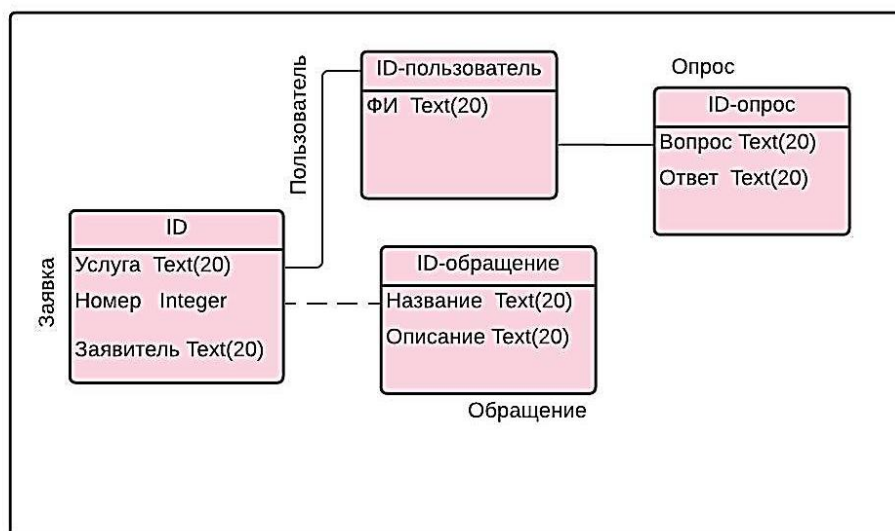 Пользователь
ID-пользователь
ФИ Text(20)
Опрос
ID-опрос
Вопрос Text(20)
Ответ Text(20)
Заявка
ID
Услуга Text(20)
Номер Integer
Заявитель Text(20)
ID-обращение
Название Text(20)
Описание Text(20)
Обращение